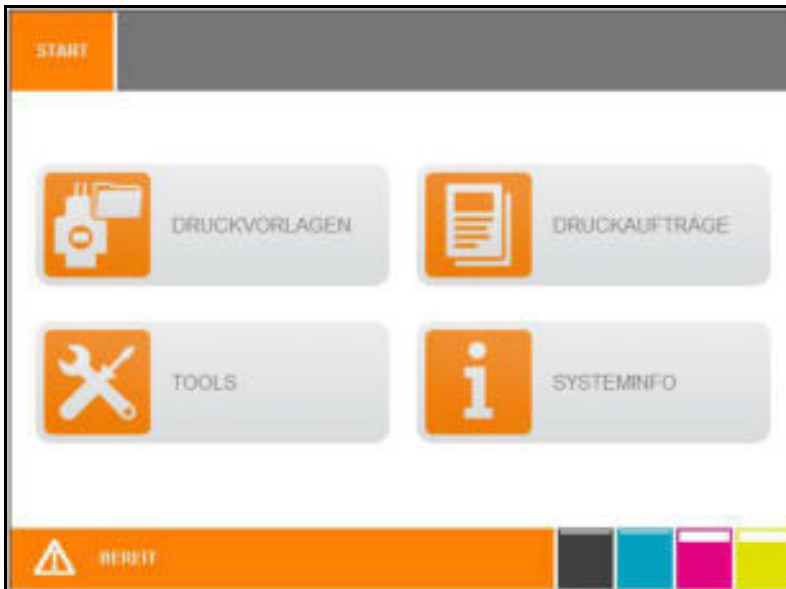 START
DRUCKVORLAGEN
DRUCKAUFTRÄGE
TOOLS
SYSTEMINFO
BEREIT